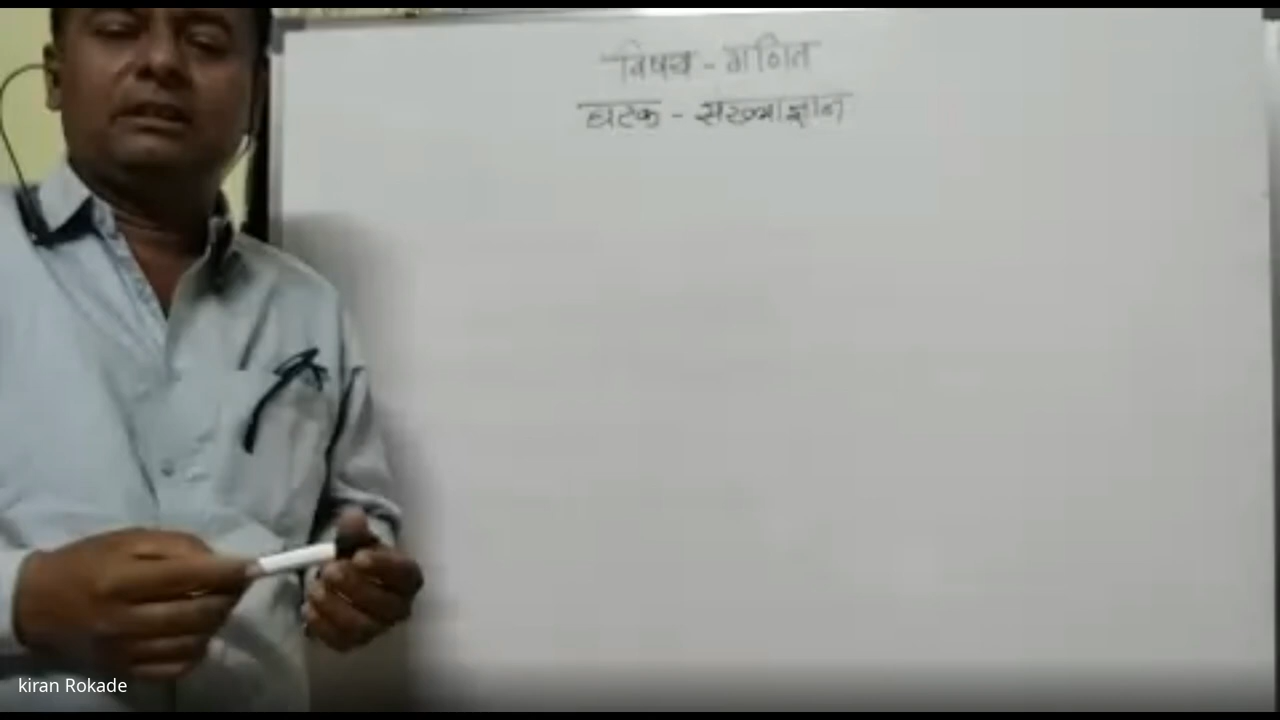 विषय - गणित
घटक - संख्याज्ञान
kiran Rokade